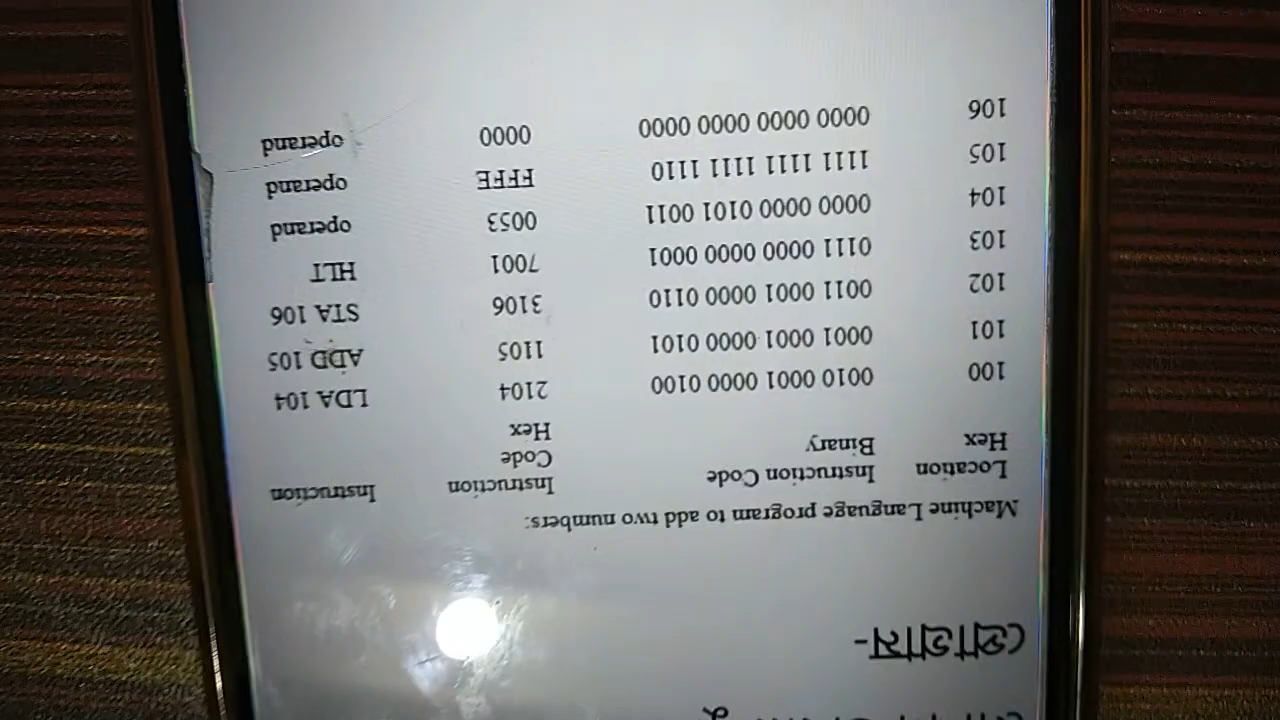 প্রোগ্রাম-
Machine Language program to add two numbers:
Location Instruction Code Instruction Instruction
Hex Binary Code
Hex
100 0010 0001 0000 0100 2104 LDA 104
101 0001 0001 0000 0101 1105 ADD 105
102 0011 0001 0000 0110 3106 STA 106
103 0111 0000 0000 0001 7001 HLT
104 0000 0000 0101 0011 0053 operand
105 1111 1111 1111 1110 FFFE operand
106 0000 0000 0000 0000 0000 operand